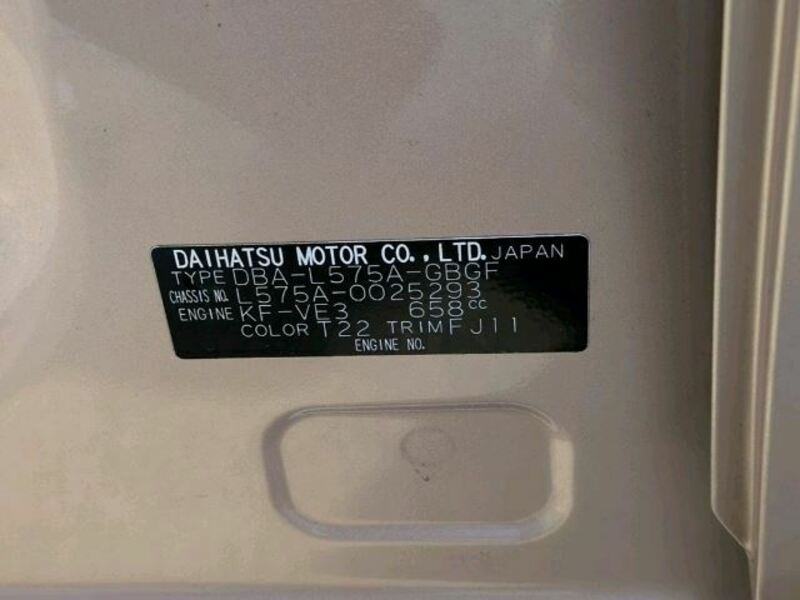 DAIHATSU MOTOR CO.,LTD. JAPAN
TYPE DBA-L575A-GBGF
CHASSIS NO. L575A-0025293
ENGINE KF-VE3 658cc
COLOR T22 TRIM FJ11
ENGINE NO.